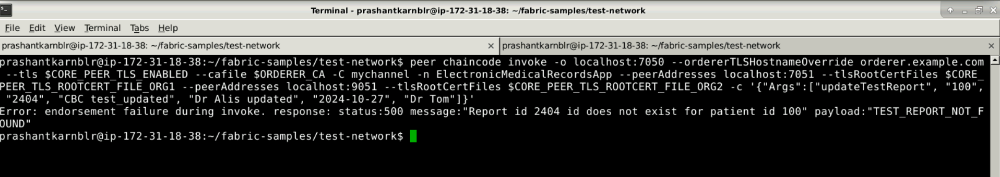 Terminal - prashantkarnblr@ip-172-31-18-38: ~/fabric-samples/test-network
File Edit View Terminal Tabs Help
prashantkarnblr@ip-172-31-18-38: ~/fabric-samples/test-network × prashantkarnblr@ip-172-31-18-38: ~/fabric-samples/test-network ×
prashantkarnblr@ip-172-31-18-38:~/fabric-samples/test-network$ peer chaincode invoke -o localhost:7050 --ordererTLSHostnameOverride orderer.example.com
 --tls $CORE_PEER_TLS_ENABLED --cafile $ORDERER_CA -C mychannel -n ElectronicMedicalRecordsApp --peerAddresses localhost:7051 --tlsRootCertFiles $CORE_
PEER_TLS_ROOTCERT_FILE_ORG1 --peerAddresses localhost:9051 --tlsRootCertFiles $CORE_PEER_TLS_ROOTCERT_FILE_ORG2 -c '{"Args":["updateTestReport", "100",
 "2404", "CBC test_updated", "Dr Alis updated", "2024-10-27", "Dr Tom"]}'
Error: endorsement failure during invoke. response: status:500 message:"Report id 2404 id does not exist for patient id 100" payload:"TEST_REPORT_NOT_F
OUND"
prashantkarnblr@ip-172-31-18-38:~/fabric-samples/test-network$